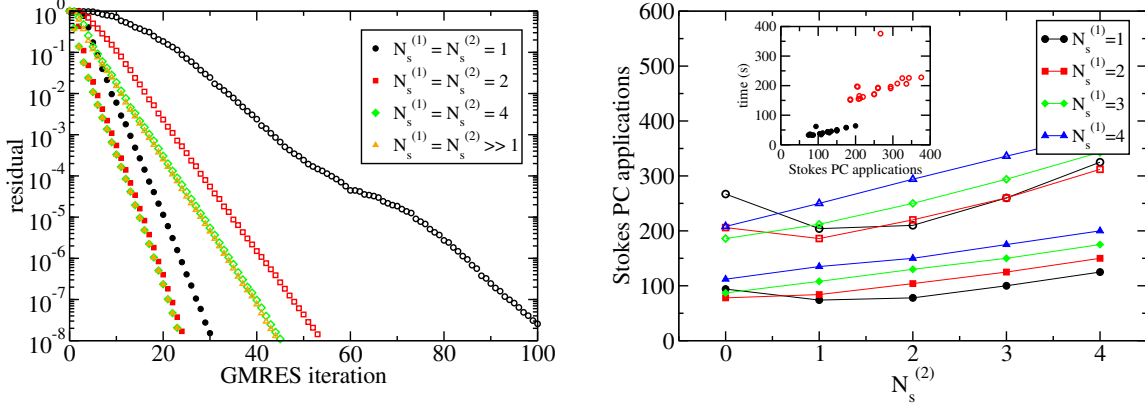 10^0
10^-1
10^-2
10^-3
10^-4
10^-5
10^-6
10^-7
10^-8
residual
0 20 40 60 80 100
GMRES iteration
N_s^(1) = N_s^(2) = 1
N_s^(1) = N_s^(2) = 2
N_s^(1) = N_s^(2) = 4
N_s^(1) = N_s^(2) >> 1
600
500
400
300
200
100
0
Stokes PC applications
0 1 2 3 4
N_s^(2)
400
300
200
100
0
time (s)
0 100 200 300 400
Stokes PC applications
N_s^(1)=1
N_s^(1)=2
N_s^(1)=3
N_s^(1)=4